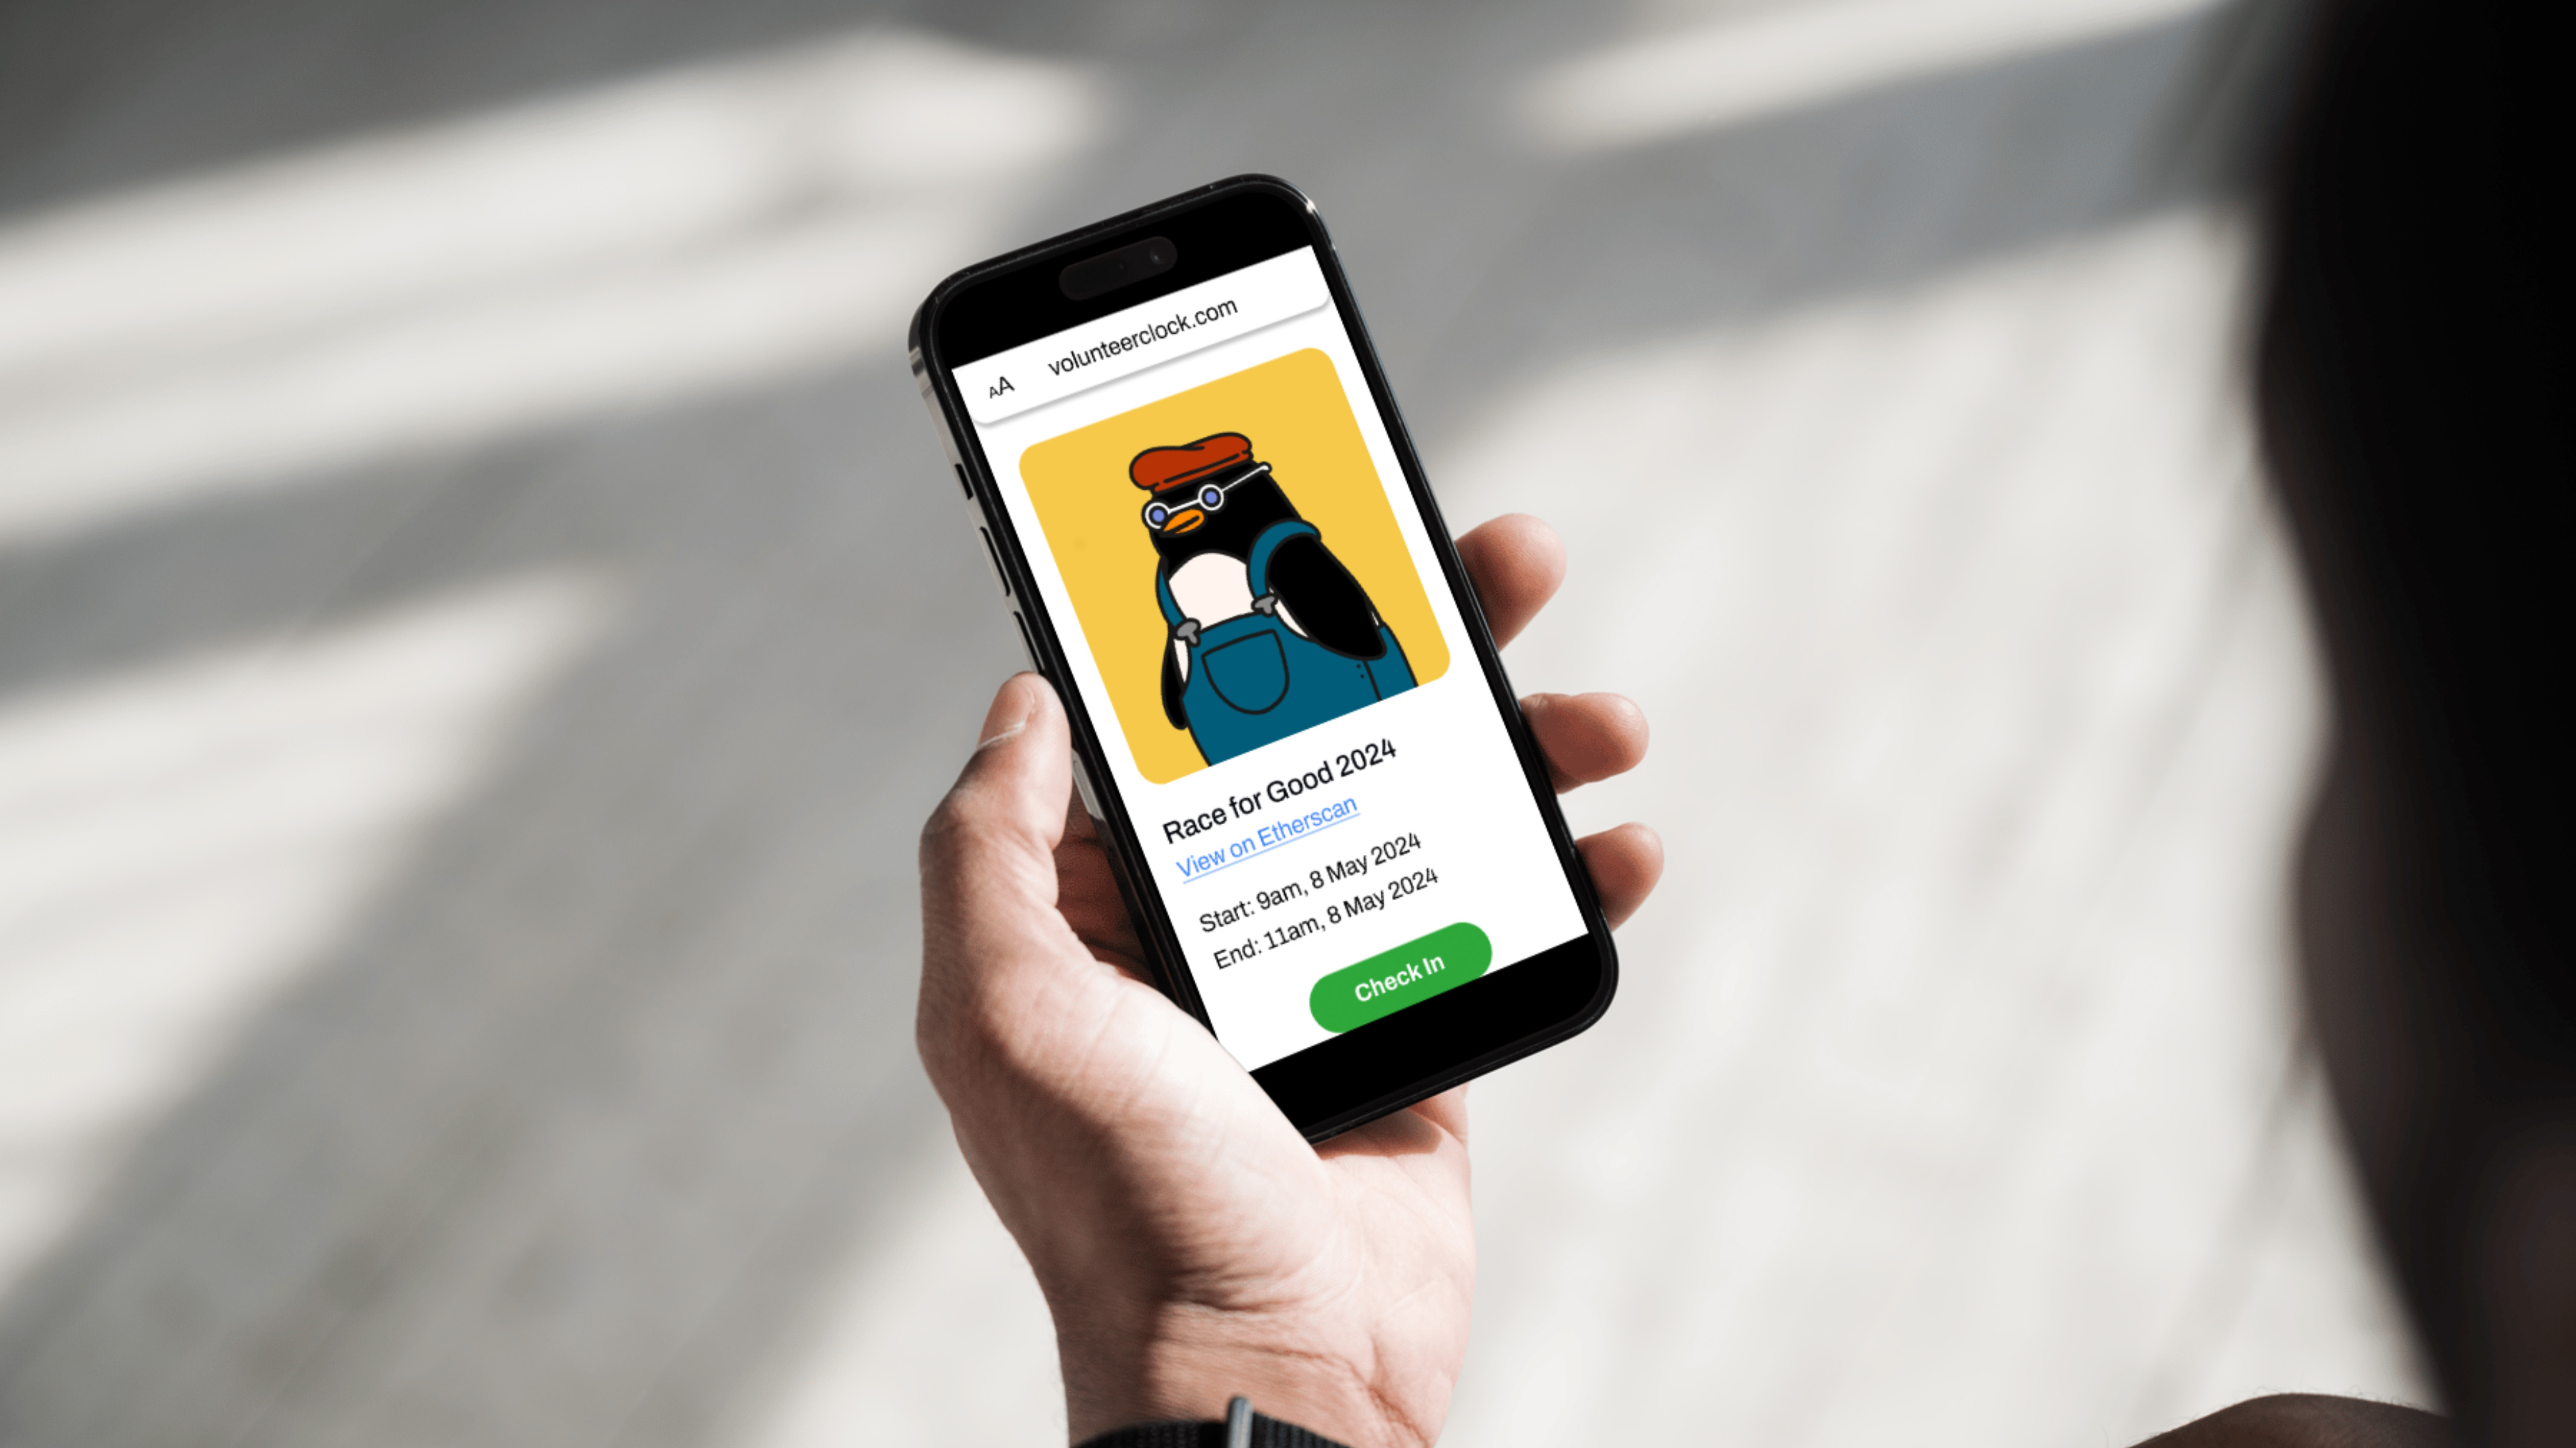 AA volunteerclock.com
Race for Good 2024
View on Etherscan
Start: 9am, 8 May 2024
End: 11am, 8 May 2024
Check In